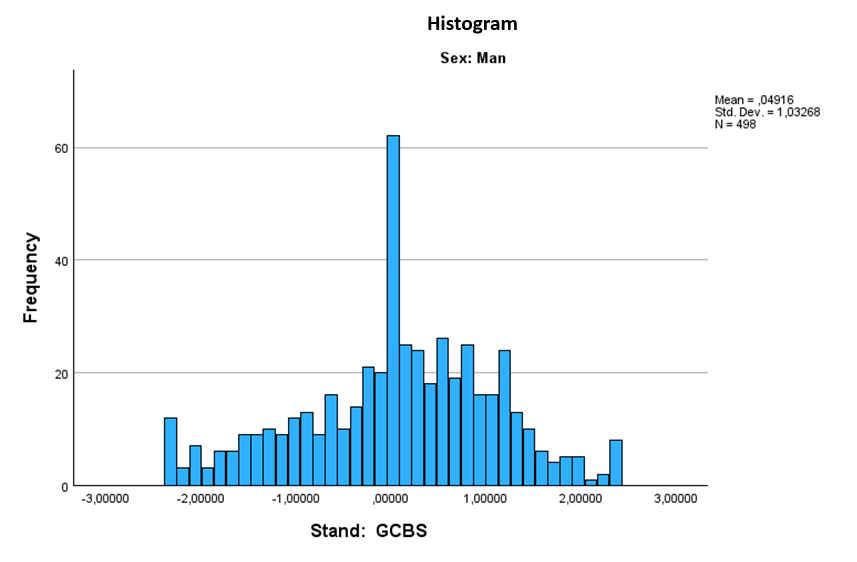 Histogram
Sex: Man
Mean = ,04916
Std. Dev. = 1,03268
N = 498
60
40
20
0
Frequency
-3,00000 -2,00000 -1,00000 ,00000 1,00000 2,00000 3,00000
Stand: GCBS